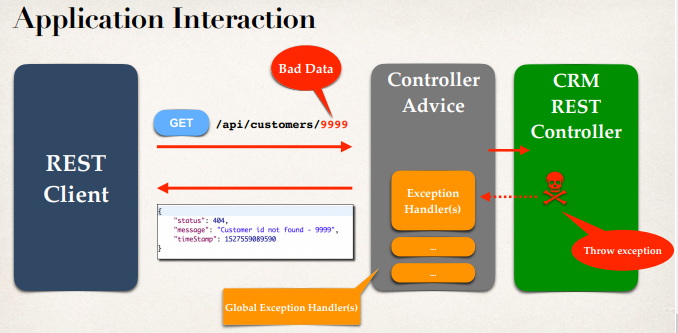 Application Interaction
Bad Data
GET /api/customers/9999
REST
Client
{
"status": 404,
"message": "Customer id not found - 9999",
"timeStamp": 1527559089590
}
Controller
Advice
Exception
Handler(s)
...
...
Global Exception Handler(s)
CRM
REST
Controller
Throw exception